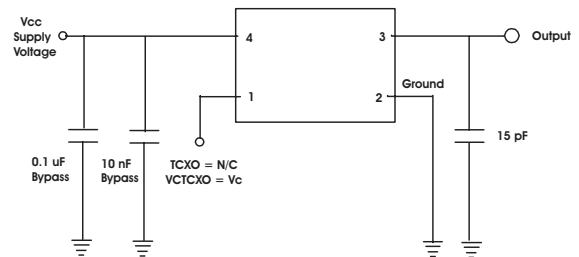 Vcc
Supply
Voltage
4
3
Output
1
Ground
2
0.1 uF
Bypass
10 nF
Bypass
TCXO = N/C
VCTCXO = Vc
15 pF